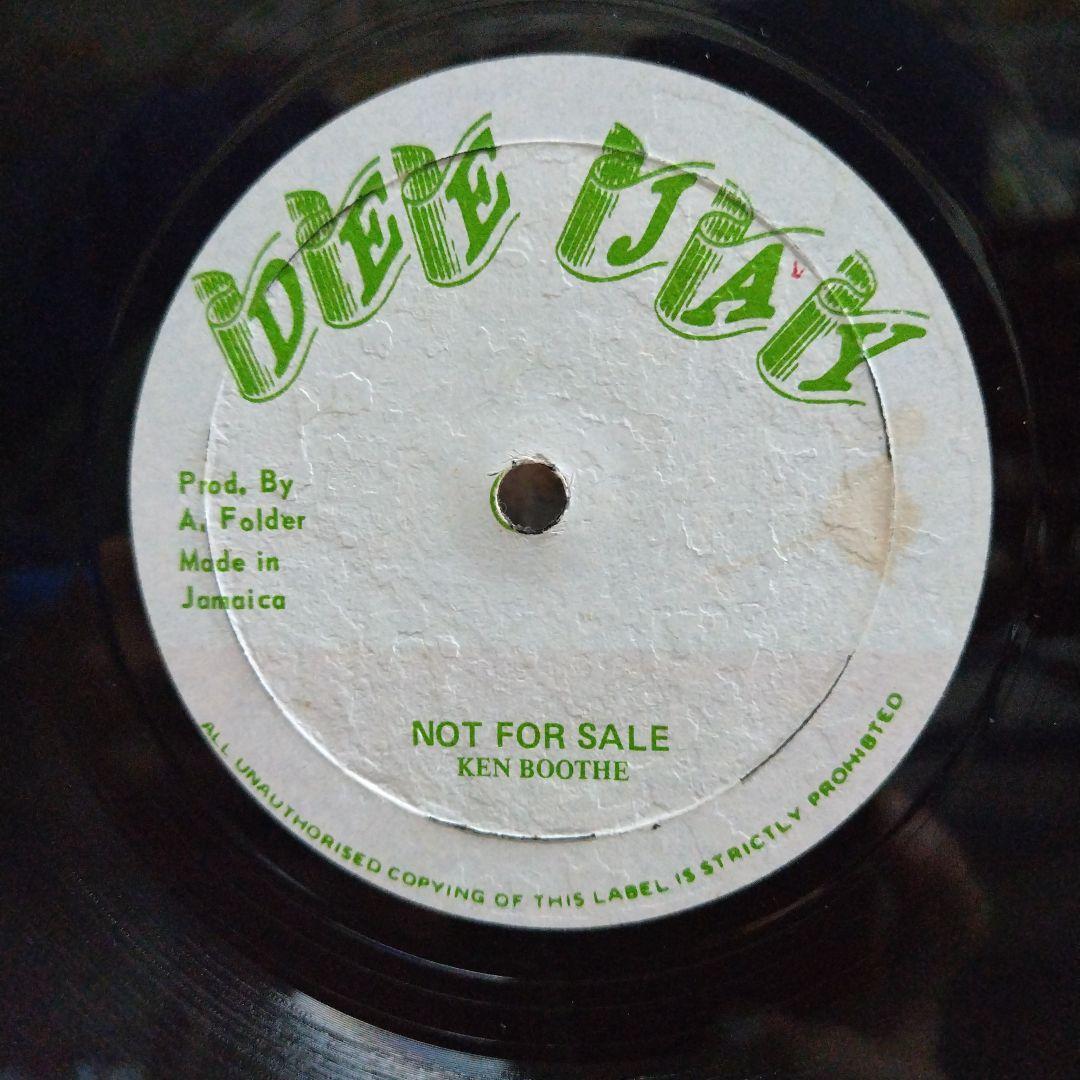 DEE JAY
Prod. By
A. Folder
Made in
Jamaica
NOT FOR SALE
KEN BOOTHE
ALL UNAUTHORISED COPYING OF THIS LABEL IS STRICTLY PROHIBTED